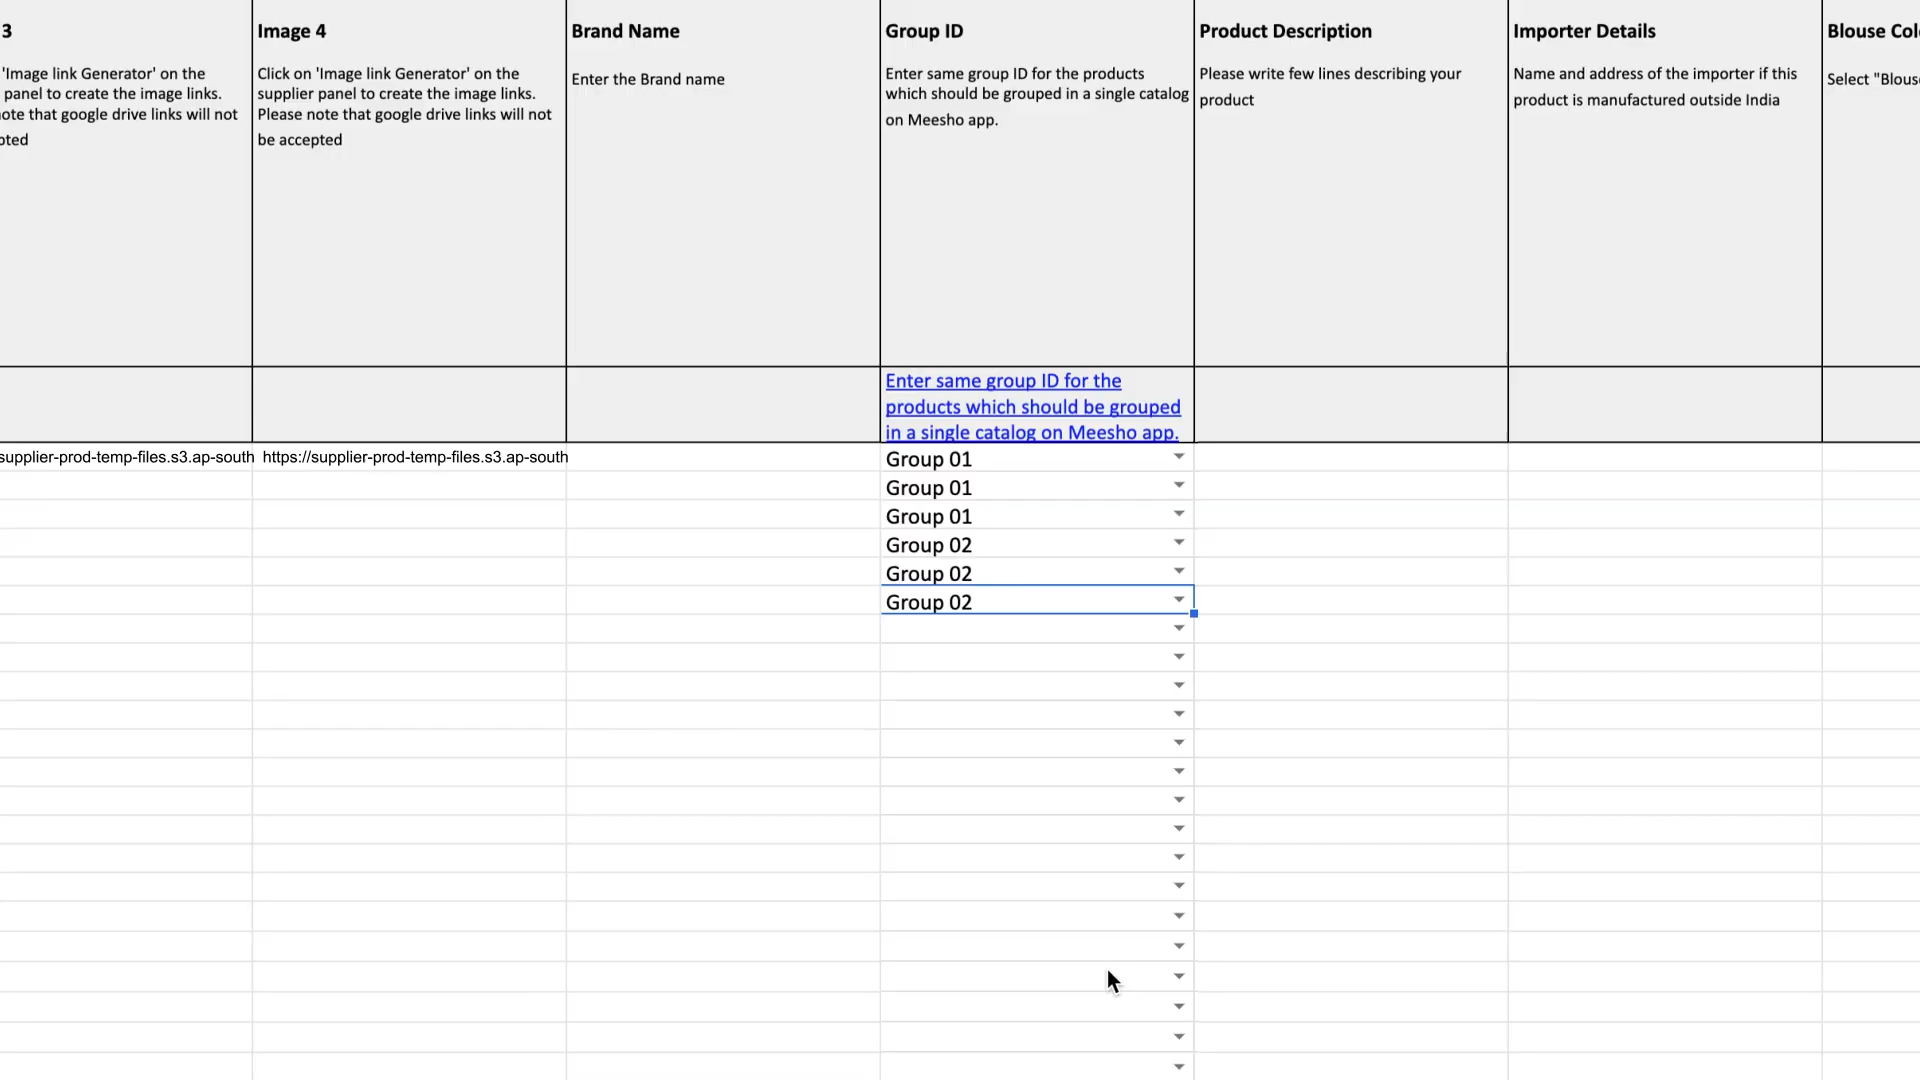 3
'Image link Generator' on the
panel to create the image links.
ote that google drive links will not
pted
Image 4
Click on 'Image link Generator' on the
supplier panel to create the image links.
Please note that google drive links will not
be accepted
Brand Name
Enter the Brand name
Group ID
Enter same group ID for the products
which should be grouped in a single catalog
on Meesho app.
Product Description
Please write few lines describing your
product
Importer Details
Name and address of the importer if this
product is manufactured outside India
Blouse Col
Select "Blous
Enter same group ID for the
products which should be grouped
in a single catalog on Meesho app.
supplier-prod-temp-files.s3.ap-south
https://supplier-prod-temp-files.s3.ap-south
Group 01
Group 01
Group 01
Group 02
Group 02
Group 02